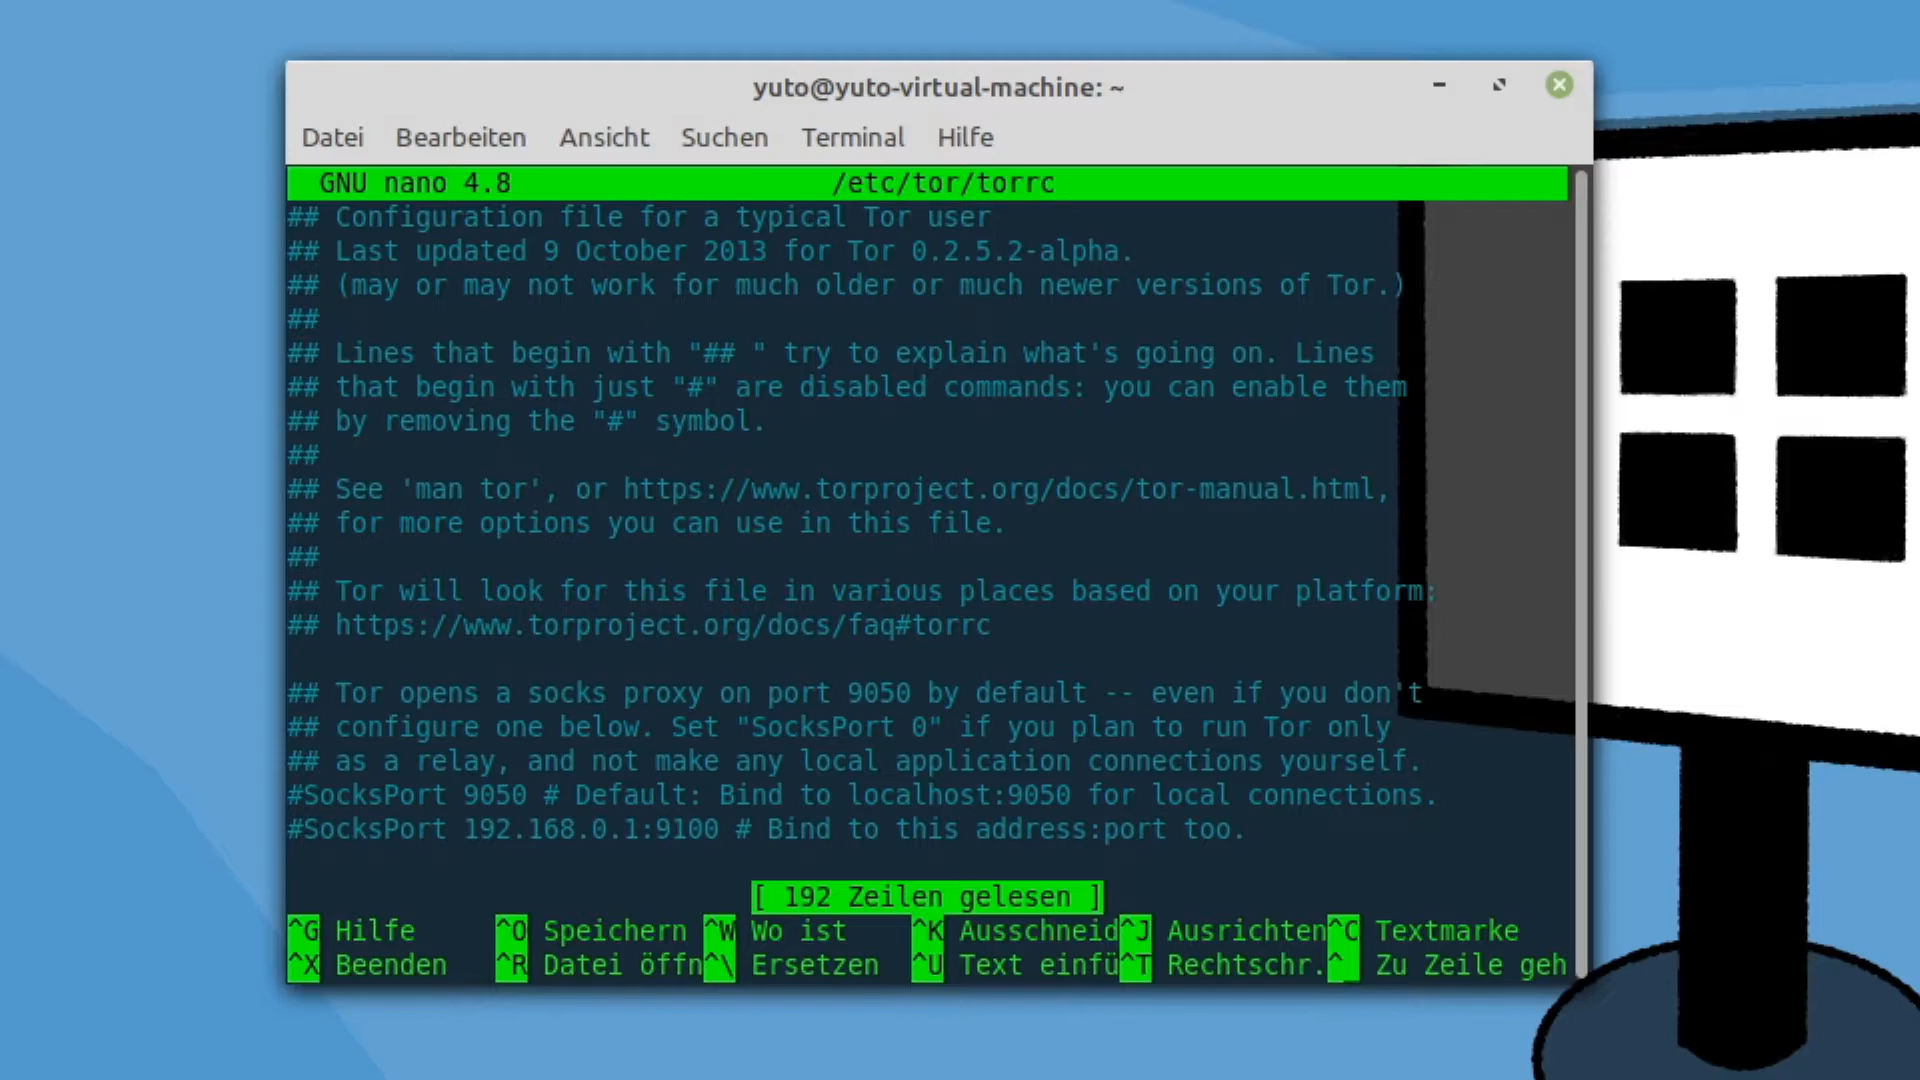 yuto@yuto-virtual-machine: ~
Datei Bearbeiten Ansicht Suchen Terminal Hilfe
GNU nano 4.8 /etc/tor/torrc
## Configuration file for a typical Tor user
## Last updated 9 October 2013 for Tor 0.2.5.2-alpha.
## (may or may not work for much older or much newer versions of Tor.)
##
## Lines that begin with "## " try to explain what's going on. Lines
## that begin with just "#" are disabled commands: you can enable them
## by removing the "#" symbol.
##
## See 'man tor', or https://www.torproject.org/docs/tor-manual.html,
## for more options you can use in this file.
##
## Tor will look for this file in various places based on your platform:
## https://www.torproject.org/docs/faq#torrc
## Tor opens a socks proxy on port 9050 by default -- even if you don't
## configure one below. Set "SocksPort 0" if you plan to run Tor only
## as a relay, and not make any local application connections yourself.
#SocksPort 9050 # Default: Bind to localhost:9050 for local connections.
#SocksPort 192.168.0.1:9100 # Bind to this address:port too.
[ 192 Zeilen gelesen ]
^G Hilfe ^O Speichern ^W Wo ist ^K Ausschneid ^J Ausrichten ^C Textmarke
^X Beenden ^R Datei öffn ^\ Ersetzen ^U Text einfü ^T Rechtschr. ^_ Zu Zeile geh